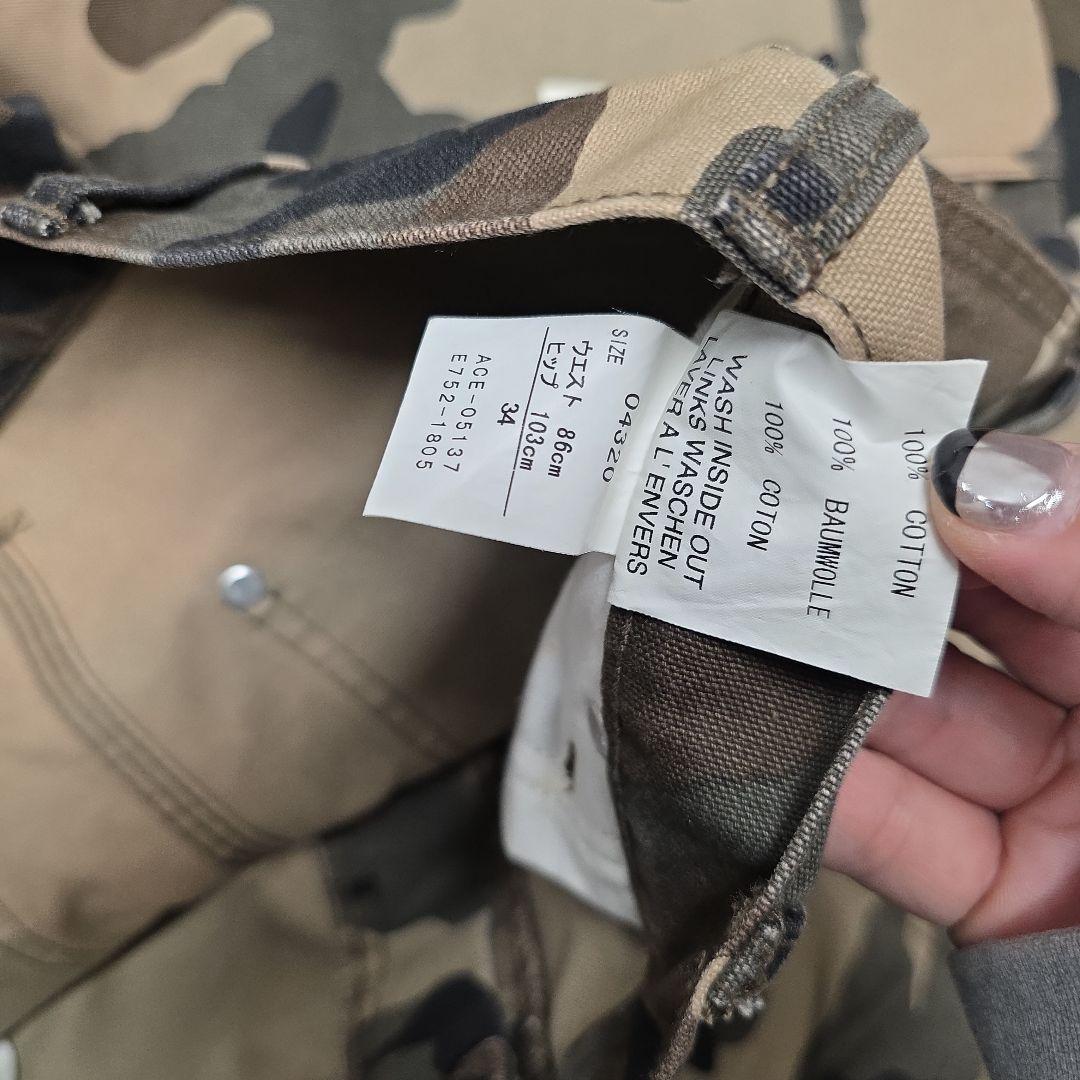 SIZE 04320
ウエスト 86cm
ヒップ 103cm
34
ACE-05137
E752-1805
100% COTTON
100% BAUMWOLLE
100% COTON
WASH INSIDE OUT
LINKS WASCHEN
LAVER A L'ENVERS